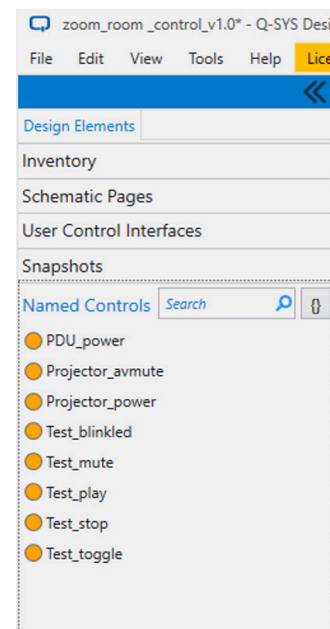 zoom_room _control_v1.0* - Q-SYS Desi
File Edit View Tools Help Lice
Design Elements
Inventory
Schematic Pages
User Control Interfaces
Snapshots
Named Controls Search {}
PDU_power
Projector_avmute
Projector_power
Test_blinkled
Test_mute
Test_play
Test_stop
Test_toggle